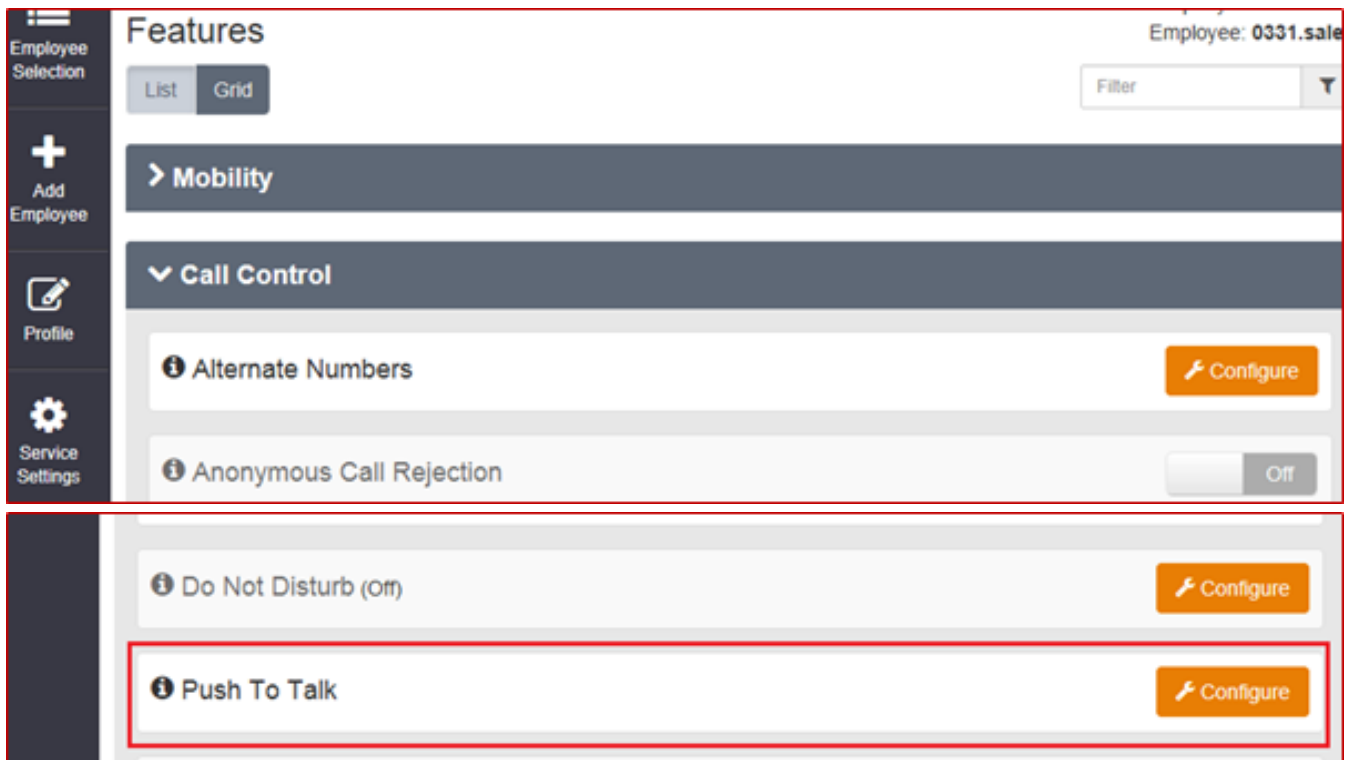 Employee
Selection
Add
Employee
Profile
Service
Settings
Features
Employee: 0331.sale
List Grid
Filter
Mobility
Call Control
Alternate Numbers
Configure
Anonymous Call Rejection
Off
Do Not Disturb (Off)
Configure
Push To Talk
Configure